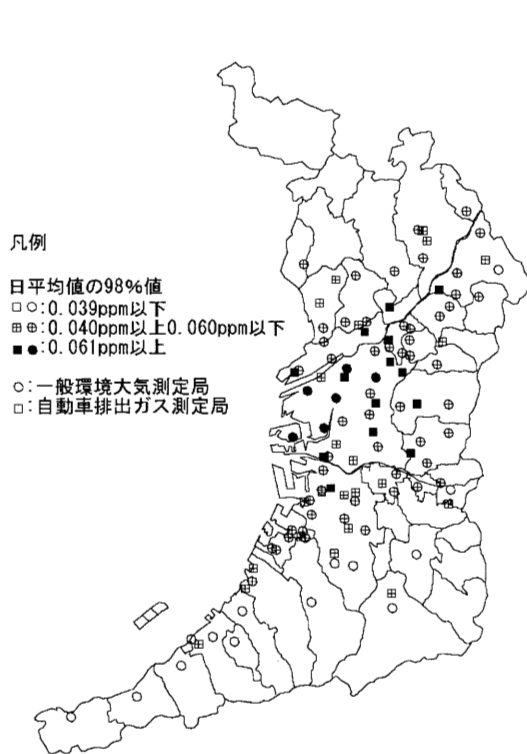 凡例
日平均値の98%値
□○:0.039ppm以下
⊞⊕:0.040ppm以上0.060ppm以下
■●:0.061ppm以上
○:一般環境大気測定局
□:自動車排出ガス測定局